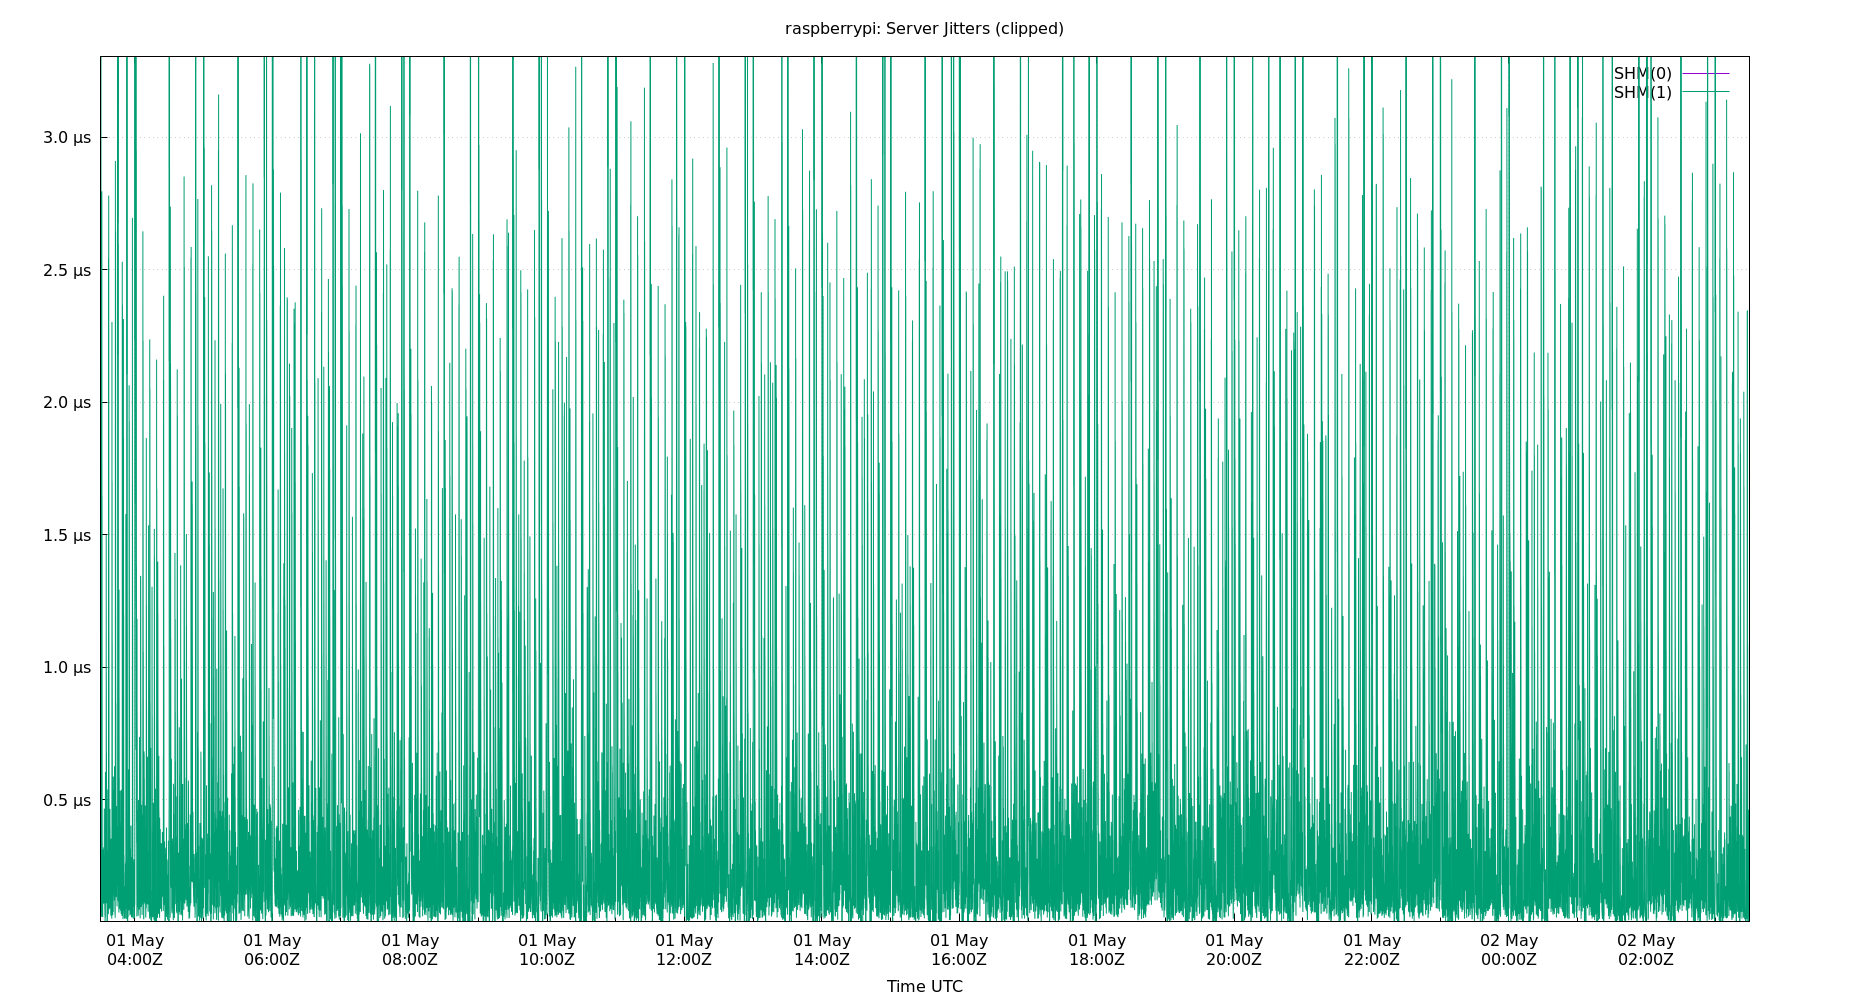 raspberrypi: Server Jitters (clipped)
SHM(0)
SHM(1)
3.0 µs
2.5 µs
2.0 µs
1.5 µs
1.0 µs
0.5 µs
01 May 01 May 01 May 01 May 01 May 01 May 01 May 01 May 01 May 01 May 02 May 02 May
04:00Z 06:00Z 08:00Z 10:00Z 12:00Z 14:00Z 16:00Z 18:00Z 20:00Z 22:00Z 00:00Z 02:00Z
Time UTC